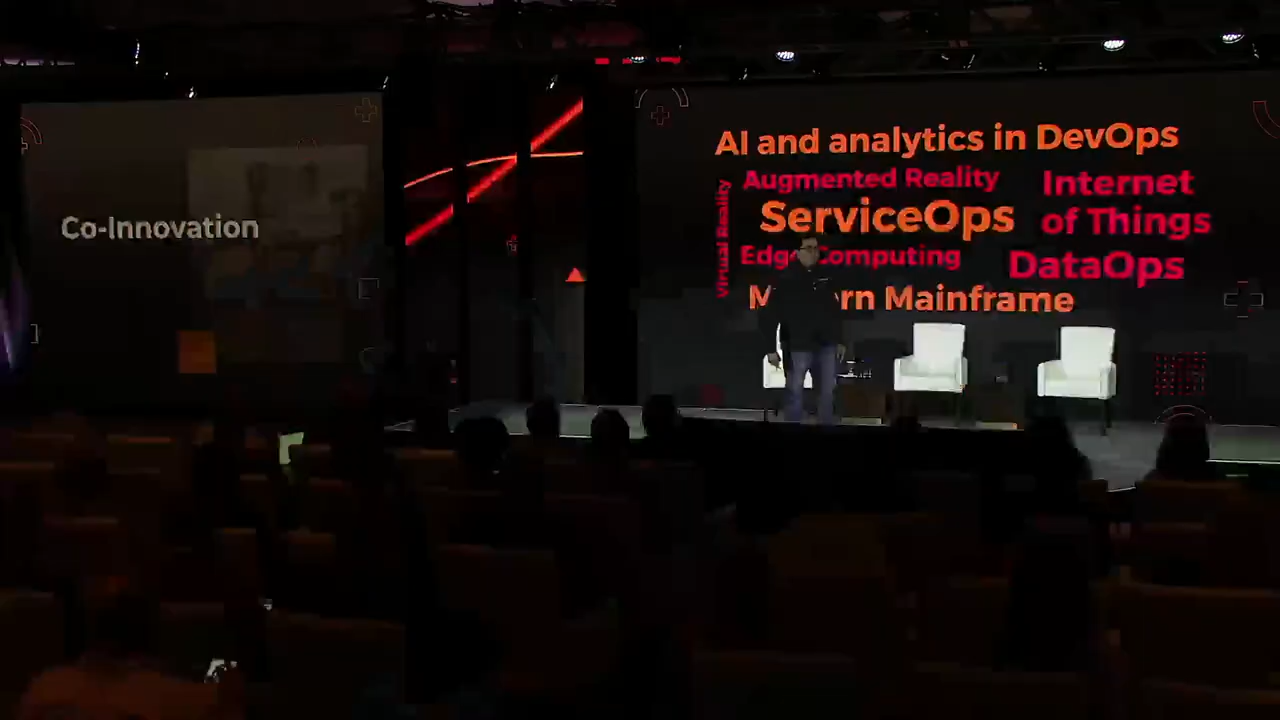 Co-Innovation
AI and analytics in DevOps
Virtual Reality
Augmented Reality
Internet
of Things
ServiceOps
Edge Computing
DataOps
Modern Mainframe